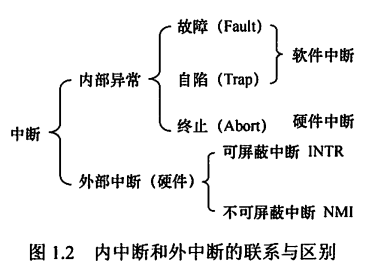 故障（Fault）
软件中断
内部异常
自陷（Trap）
中断
终止（Abort）
硬件中断
外部中断（硬件）
可屏蔽中断 INTR
不可屏蔽中断 NMI
图 1.2 内中断和外中断的联系与区别